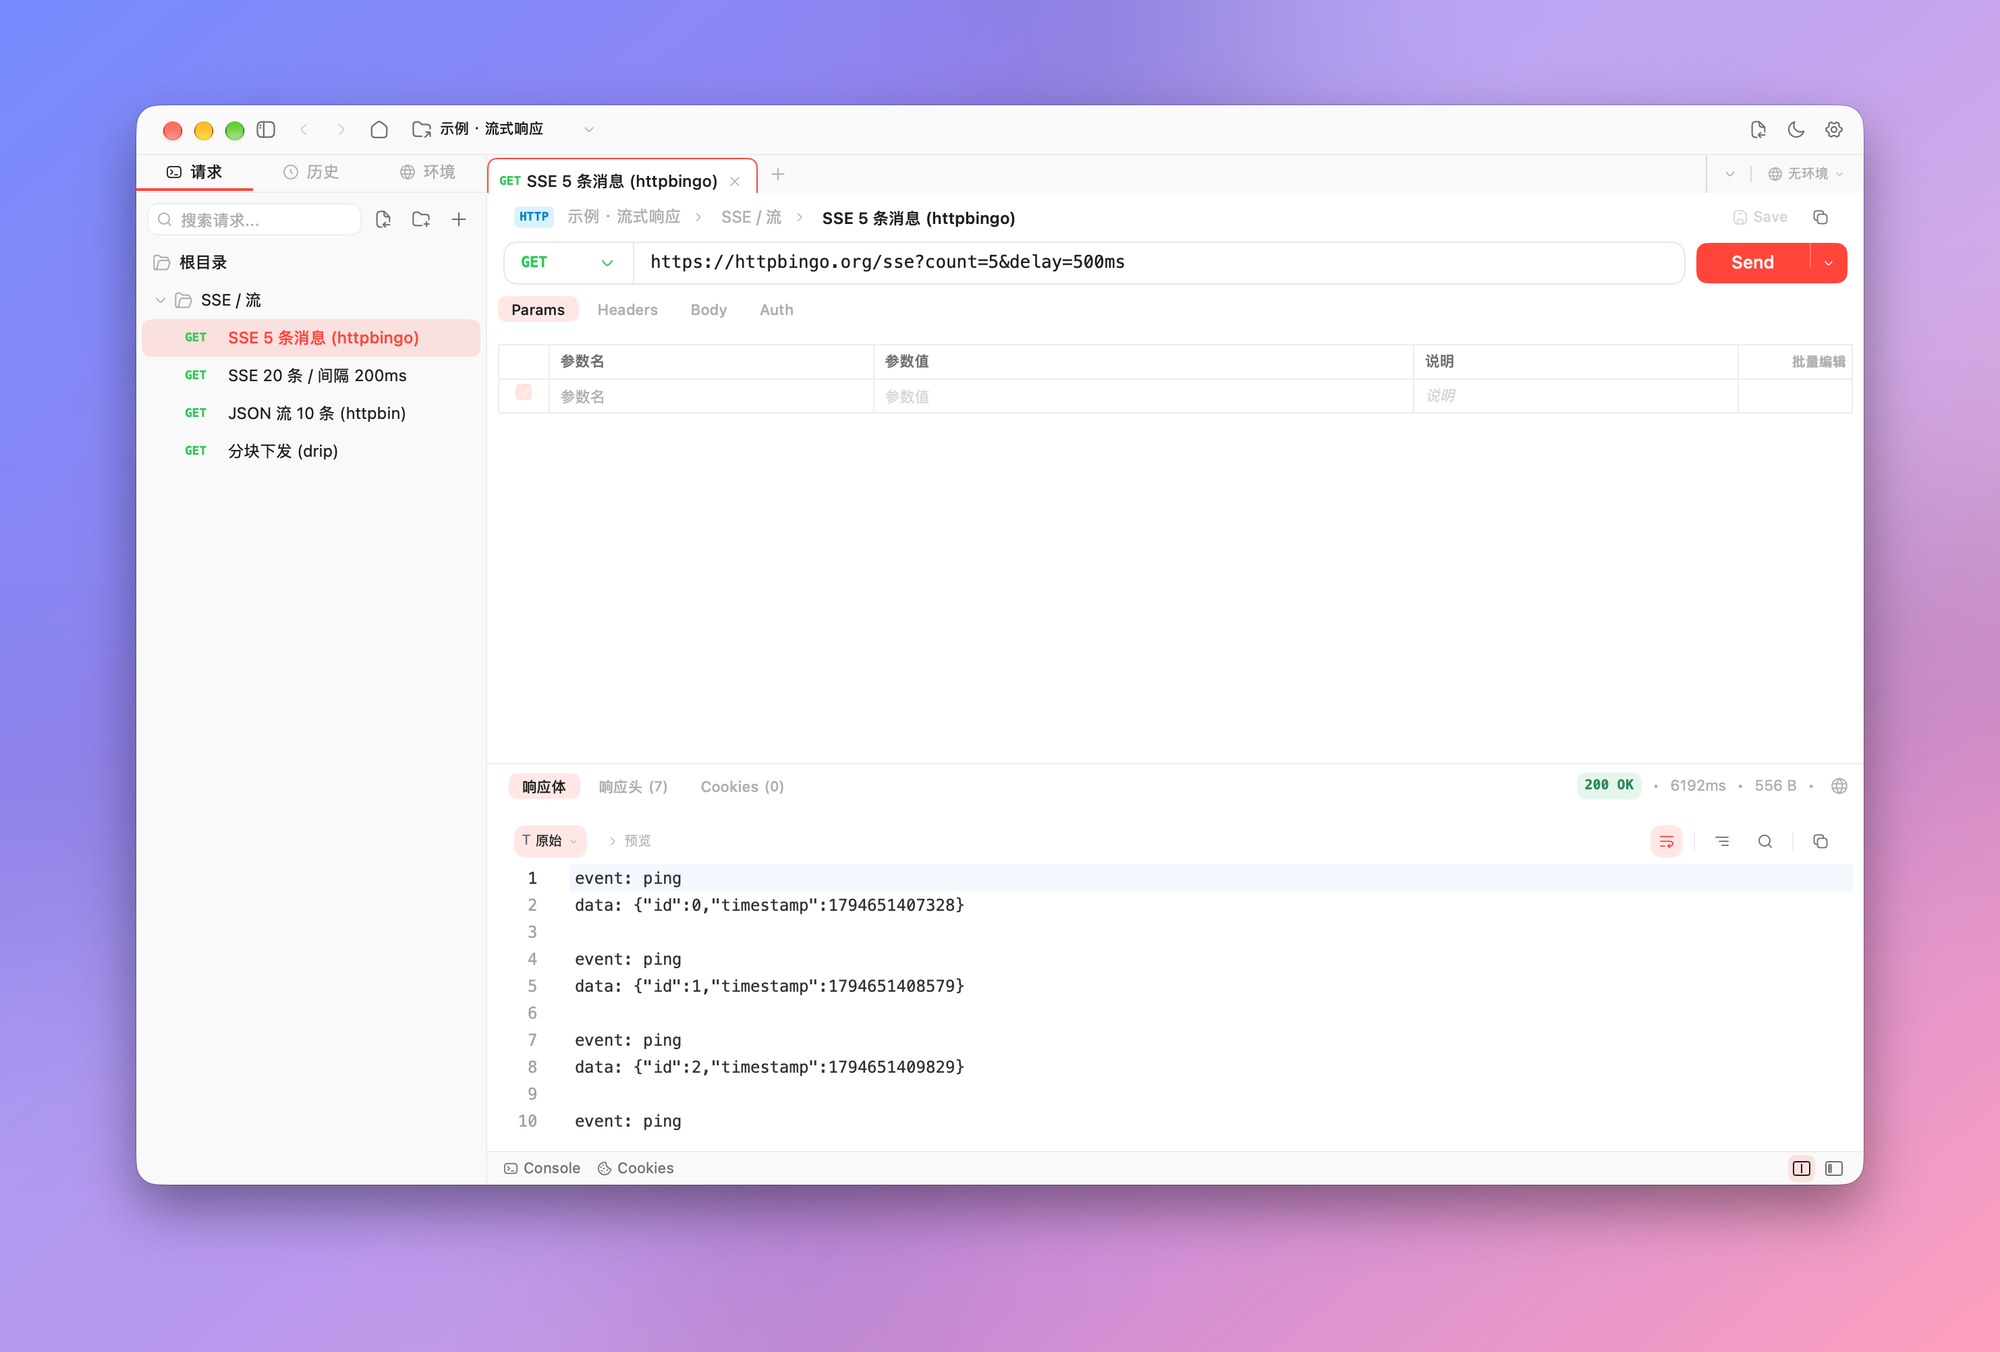 示例 · 流式响应
请求
历史
环境
GET SSE 5 条消息 (httpbingo)
无环境
搜索请求...
HTTP 示例 · 流式响应 > SSE / 流 > SSE 5 条消息 (httpbingo)
Save
根目录
SSE / 流
GET SSE 5 条消息 (httpbingo)
GET SSE 20 条 / 间隔 200ms
GET JSON 流 10 条 (httpbin)
GET 分块下发 (drip)
GET https://httpbingo.org/sse?count=5&delay=500ms
Send
Params Headers Body Auth
参数名 参数值 说明 批量编辑
参数名 参数值 说明
响应体 响应头 (7) Cookies (0)
200 OK • 6192ms • 556 B •
T 原始 > 预览
1 event: ping
2 data: {"id":0,"timestamp":1794651407328}
3
4 event: ping
5 data: {"id":1,"timestamp":1794651408579}
6
7 event: ping
8 data: {"id":2,"timestamp":1794651409829}
9
10 event: ping
Console Cookies